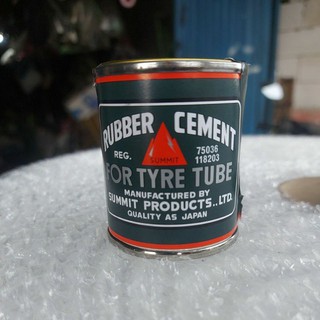 RUBBER CEMENT
REG. SUMMIT 75036
118203
FOR TYRE TUBE
MANUFACTURED BY
SUMMIT PRODUCTS.,LTD.
QUALITY AS JAPAN